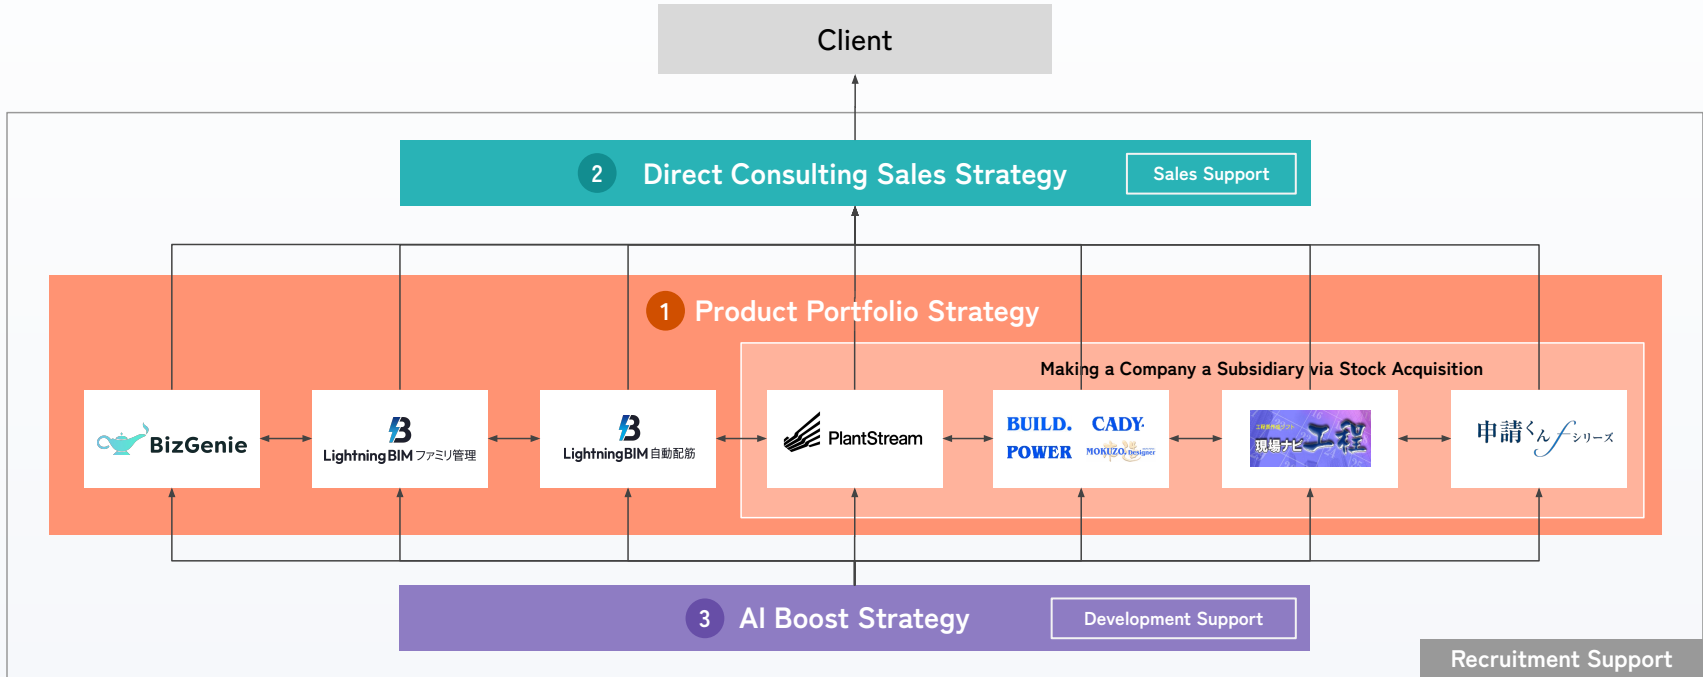 Client
2 Direct Consulting Sales Strategy
Sales Support
1 Product Portfolio Strategy
Making a Company a Subsidiary via Stock Acquisition
BizGenie
LightningBIM ファミリ管理
LightningBIM 自動配筋
PlantStream
BUILD.
CADY
POWER
MOKUZO Designer
現場ナビ工程
申請くんfシリーズ
3 AI Boost Strategy
Development Support
Recruitment Support